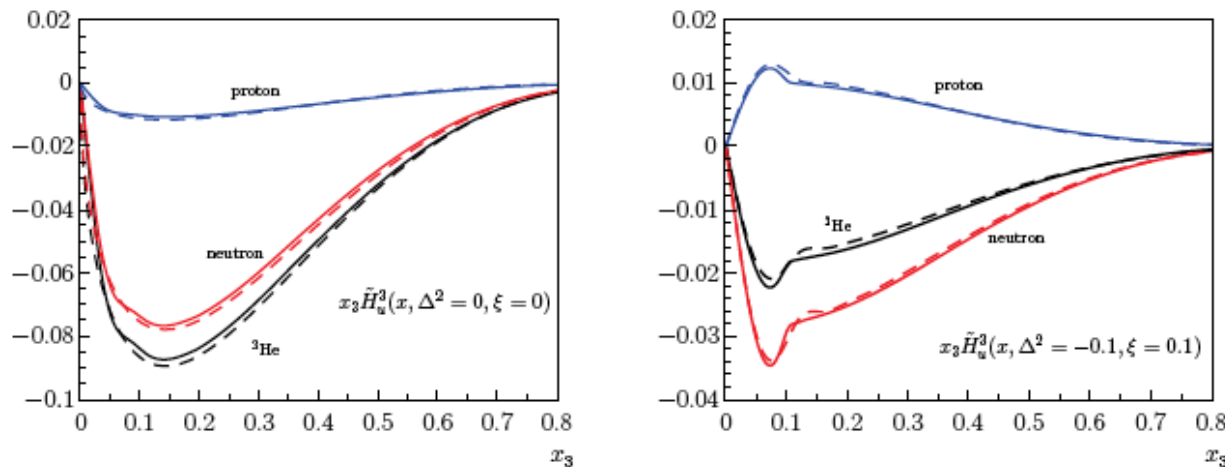 0.02
0
−0.02
−0.04
−0.06
−0.08
−0.1
proton
neutron
³He
x₃H̃ᵤ³(x, Δ² = 0, ξ = 0)
0 0.1 0.2 0.3 0.4 0.5 0.6 0.7 0.8
x₃
0.02
0.01
0
−0.01
−0.02
−0.03
−0.04
proton
³He
neutron
x₃H̃ᵤ³(x, Δ² = −0.1, ξ = 0.1)
0 0.1 0.2 0.3 0.4 0.5 0.6 0.7 0.8
x₃